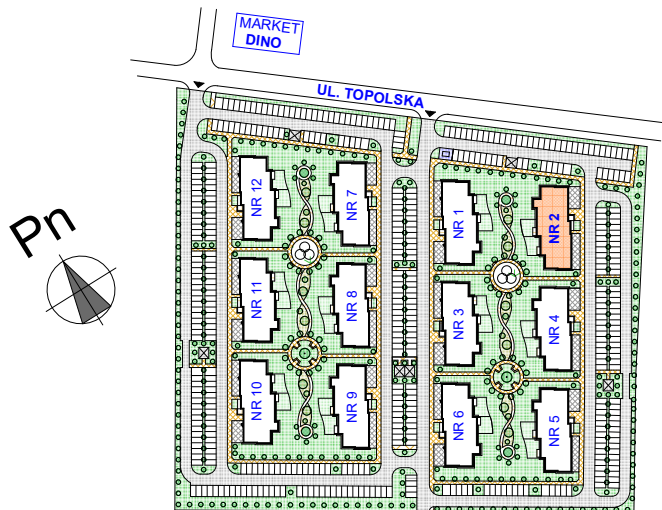 MARKET
DINO
UL. TOPOLSKA
Pn
NR 12
NR 7
NR 1
NR 2
NR 11
NR 8
NR 3
NR 4
NR 10
NR 9
NR 6
NR 5